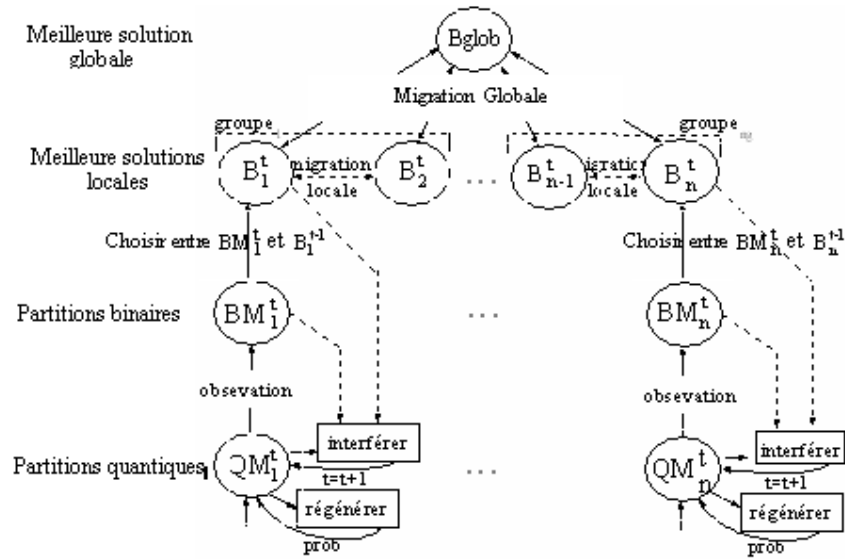 Meilleure solution
globale
Bglob
Migration Globale
groupe
groupe
Meilleure solutions
locales
B₁ᵗ
migration
locale
B₂ᵗ
...
Bₙ₋₁ᵗ
locale
Bₙᵗ
Choisir entre BM₁ᵗ et B₁ᵗ⁻¹
Choisir entre BMₙᵗ et Bₙᵗ⁻¹
Partitions binaires
BM₁ᵗ
...
BMₙᵗ
obsevation
obsevation
Partitions quantiques
QM₁ᵗ
interférer
t=t+1
régénérer
prob
...
QMₙᵗ
interférer
t=t+1
régénérer
prob